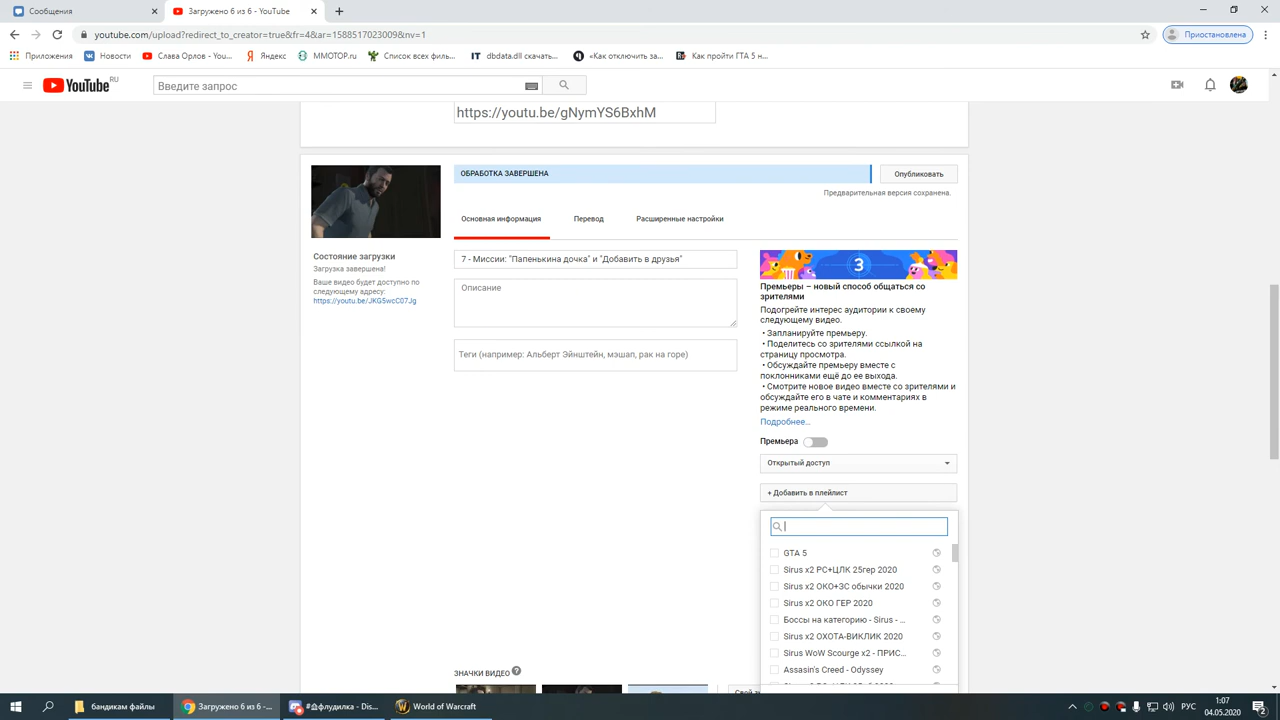 Сообщения
Загружено 6 из 6 - YouTube
youtube.com/upload?redirect_to_creator=true&fr=4&ar=1588517023009&nv=1
Приостановлена
Приложения
Новости
Слава Орлов - You...
Яндекс
MMOTOP.ru
Список всех филь...
dbdata.dll скачать...
«Как отключить за...
Как пройти ГТА 5 н...
YouTube
RU
Введите запрос
https://youtu.be/gNymYS6BxhM
ОБРАБОТКА ЗАВЕРШЕНА
Опубликовать
Предварительная версия сохранена.
Основная информация
Перевод
Расширенные настройки
Состояние загрузки
Загрузка завершена!
Ваше видео будет доступно по
следующему адресу:
https://youtu.be/JKG5wcC07Jg
7 - Миссии: "Папенькина дочка" и "Добавить в друзья"
Описание
Теги (например: Альберт Эйнштейн, мэшап, рак на горе)
3
Премьеры – новый способ общаться со
зрителями
Подогрейте интерес аудитории к своему
следующему видео.
• Запланируйте премьеру.
• Поделитесь со зрителями ссылкой на
страницу просмотра.
• Обсуждайте премьеру вместе с
поклонниками ещё до ее выхода.
• Смотрите новое видео вместе со зрителями и
обсуждайте его в чате и комментариях в
режиме реального времени.
Подробнее…
Премьера
Открытый доступ
+ Добавить в плейлист
GTA 5
Sirus x2 РС+ЦЛК 25гер 2020
Sirus x2 ОКО+ЗС обычки 2020
Sirus x2 ОКО ГЕР 2020
Боссы на категорию - Sirus - ...
Sirus x2 ОХОТА-ВИКЛИК 2020
Sirus WoW Scourge x2 - ПРИС...
Assasin's Creed - Odyssey
ЗНАЧКИ ВИДЕО
?
бандикам файлы
Загружено 6 из 6 -...
#Дфлудилка - Dis...
World of Warcraft
РУС
1:07
04.05.2020
2